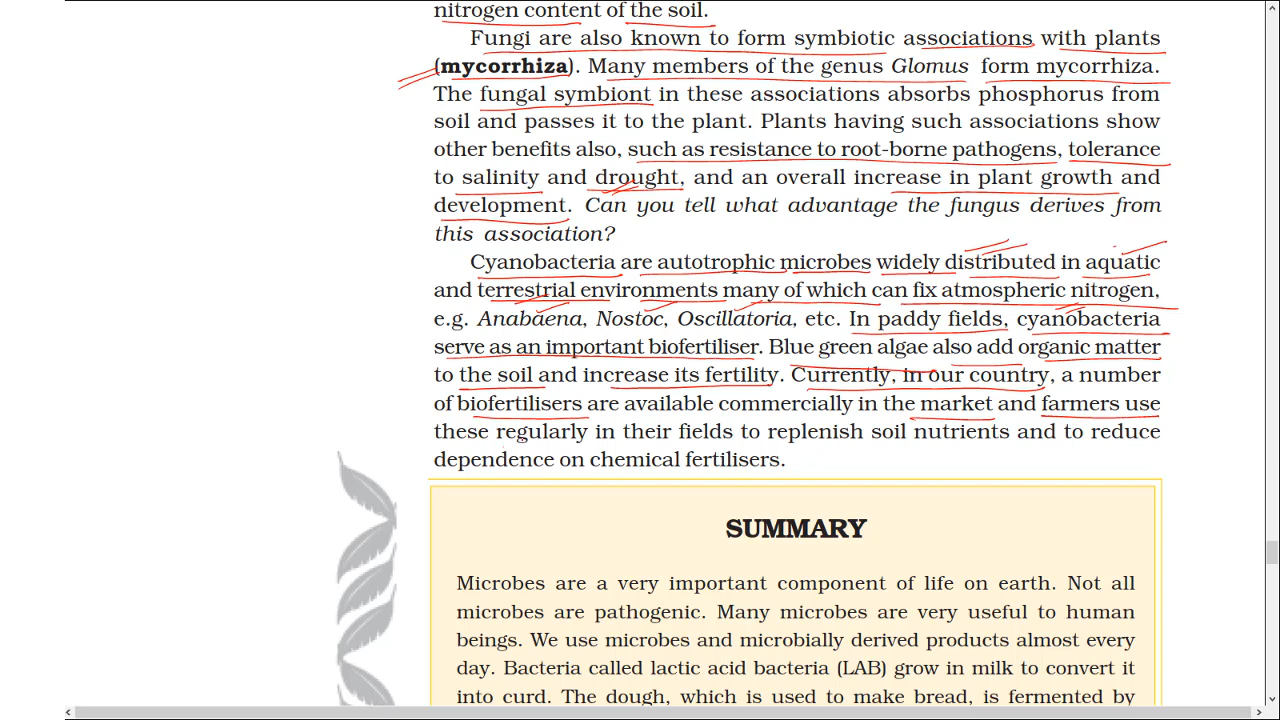 nitrogen content of the soil.
Fungi are also known to form symbiotic associations with plants
(mycorrhiza). Many members of the genus Glomus form mycorrhiza.
The fungal symbiont in these associations absorbs phosphorus from
soil and passes it to the plant. Plants having such associations show
other benefits also, such as resistance to root-borne pathogens, tolerance
to salinity and drought, and an overall increase in plant growth and
development. Can you tell what advantage the fungus derives from
this association?
Cyanobacteria are autotrophic microbes widely distributed in aquatic
and terrestrial environments many of which can fix atmospheric nitrogen,
e.g. Anabaena, Nostoc, Oscillatoria, etc. In paddy fields, cyanobacteria
serve as an important biofertiliser. Blue green algae also add organic matter
to the soil and increase its fertility. Currently, in our country, a number
of biofertilisers are available commercially in the market and farmers use
these regularly in their fields to replenish soil nutrients and to reduce
dependence on chemical fertilisers.
SUMMARY
Microbes are a very important component of life on earth. Not all
microbes are pathogenic. Many microbes are very useful to human
beings. We use microbes and microbially derived products almost every
day. Bacteria called lactic acid bacteria (LAB) grow in milk to convert it
into curd. The dough, which is used to make bread, is fermented by